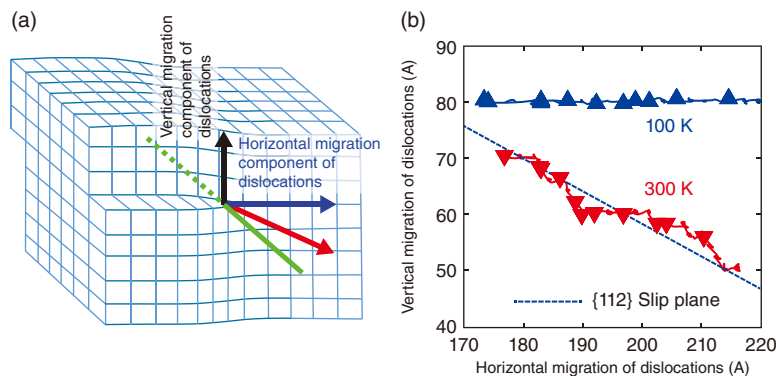 (a)
Vertical migration
component of
dislocations
Horizontal migration
component of
dislocations
(b)
Vertical migration of dislocations (A)
90
80
70
60
50
40
100 K
300 K
{112} Slip plane
170
180
190
200
210
220
Horizontal migration of dislocations (A)